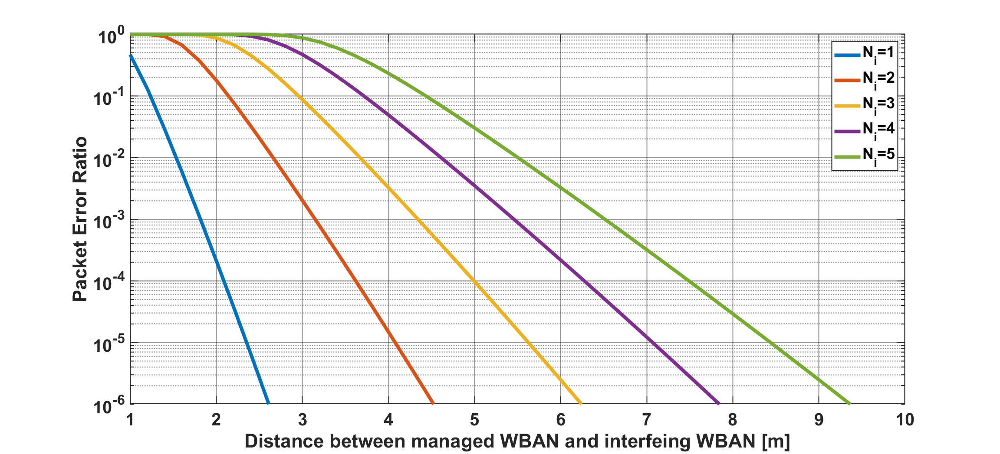 Packet Error Ratio
10^0
10^-1
10^-2
10^-3
10^-4
10^-5
10^-6
N_i=1
N_i=2
N_i=3
N_i=4
N_i=5
1 2 3 4 5 6 7 8 9 10
Distance between managed WBAN and interfeing WBAN [m]